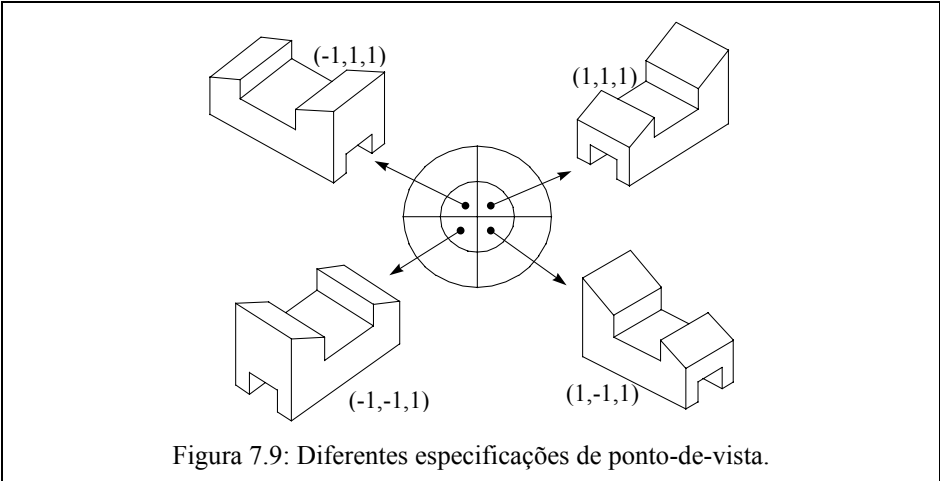 (-1,1,1)
(1,1,1)
(-1,-1,1)
(1,-1,1)
Figura 7.9: Diferentes especificações de ponto-de-vista.